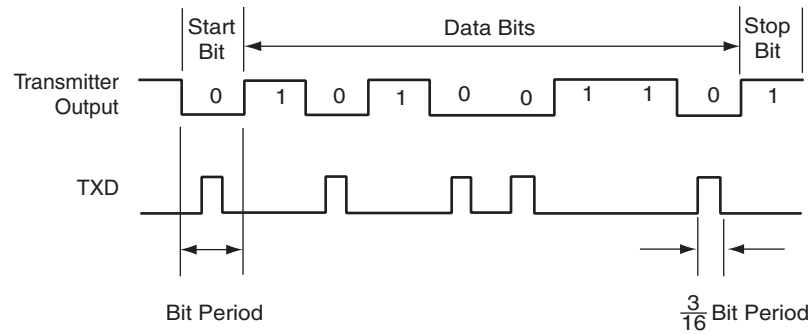 Start
Bit
Data Bits
Stop
Bit
Transmitter
Output
0 1 0 1 0 0 1 1 0 1
TXD
Bit Period
3
16 Bit Period